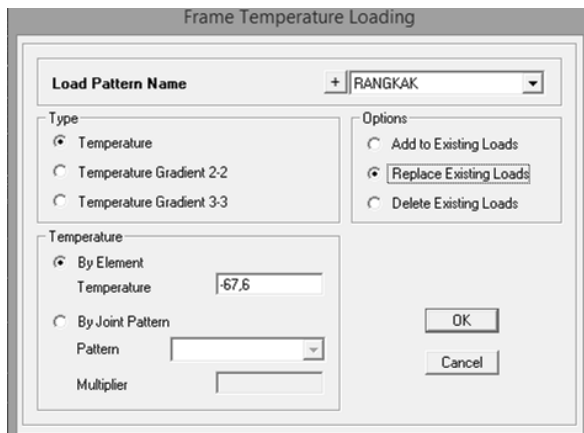 Frame Temperature Loading
Load Pattern Name + RANGKAK
Type
Temperature
Temperature Gradient 2-2
Temperature Gradient 3-3
Options
Add to Existing Loads
Replace Existing Loads
Delete Existing Loads
Temperature
By Element
Temperature -67,6
By Joint Pattern
Pattern
Multiplier
OK
Cancel